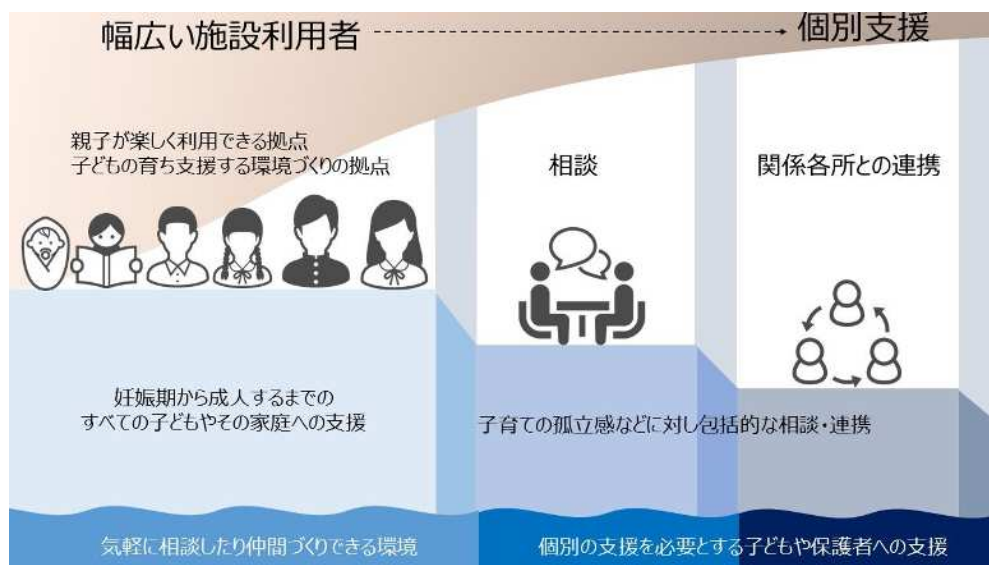 幅広い施設利用者
個別支援
親子が楽しく利用できる拠点
子どもの育ち支援する環境づくりの拠点
相談
関係各所との連携
妊娠期から成人するまでの
すべての子どもやその家庭への支援
子育ての孤立感などに対し包括的な相談・連携
気軽に相談したり仲間づくりできる環境
個別の支援を必要とする子どもや保護者への支援